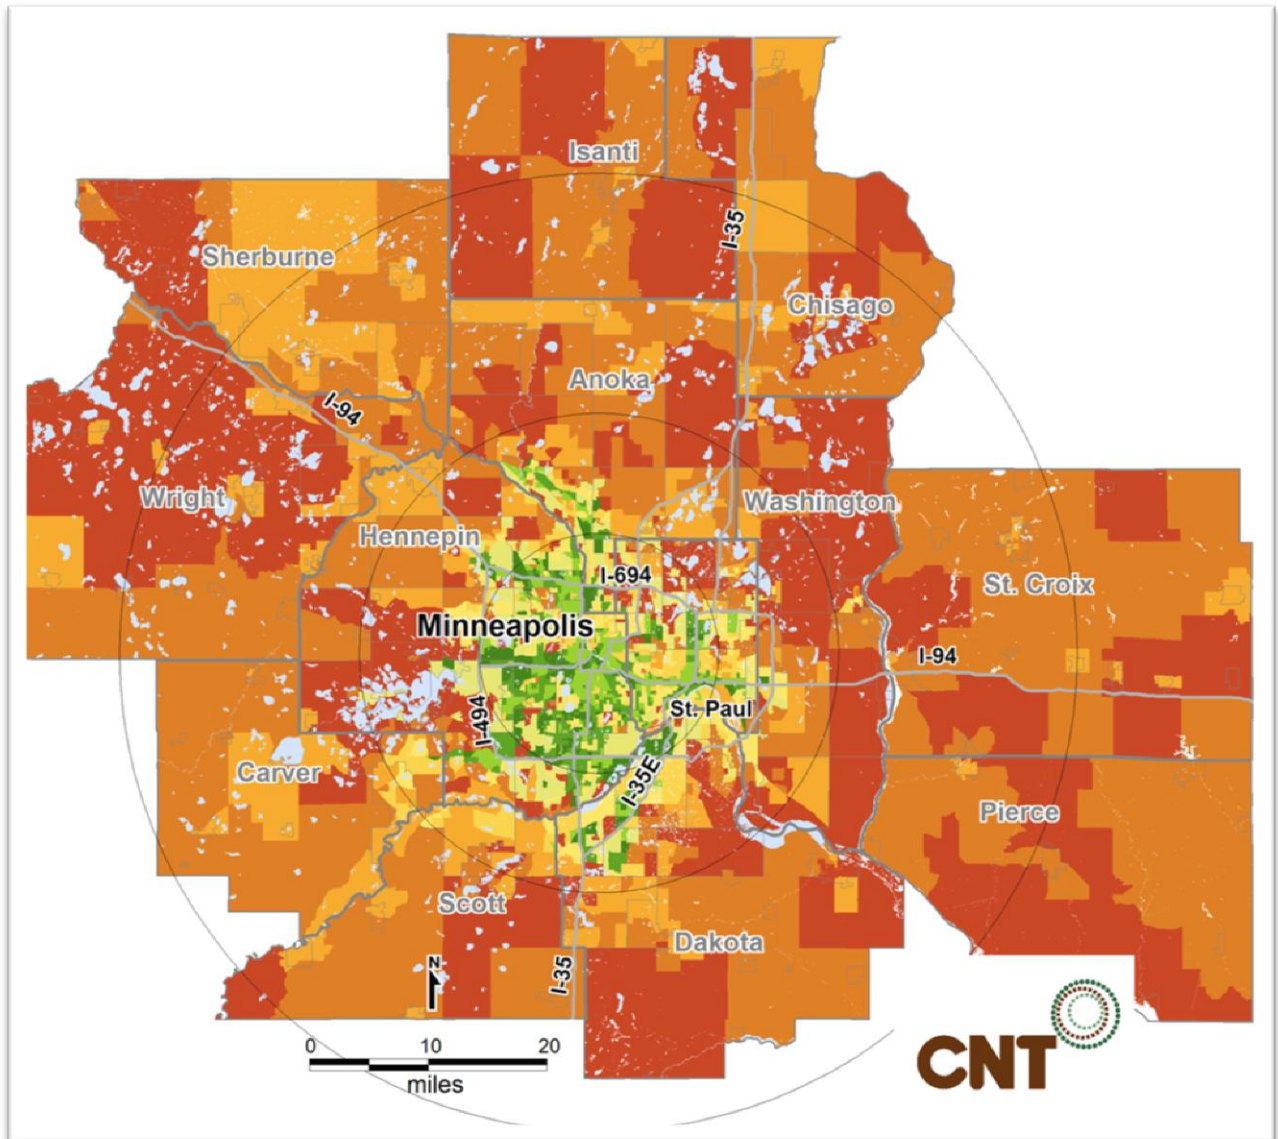 Isanti
I-35
Sherburne
Chisago
Anoka
I-94
Wright
Washington
Hennepin
I-694
St. Croix
Minneapolis
I-94
I-494
St. Paul
Carver
I-35E
Pierce
Scott
Dakota
N
I-35
0 10 20
miles
CNT